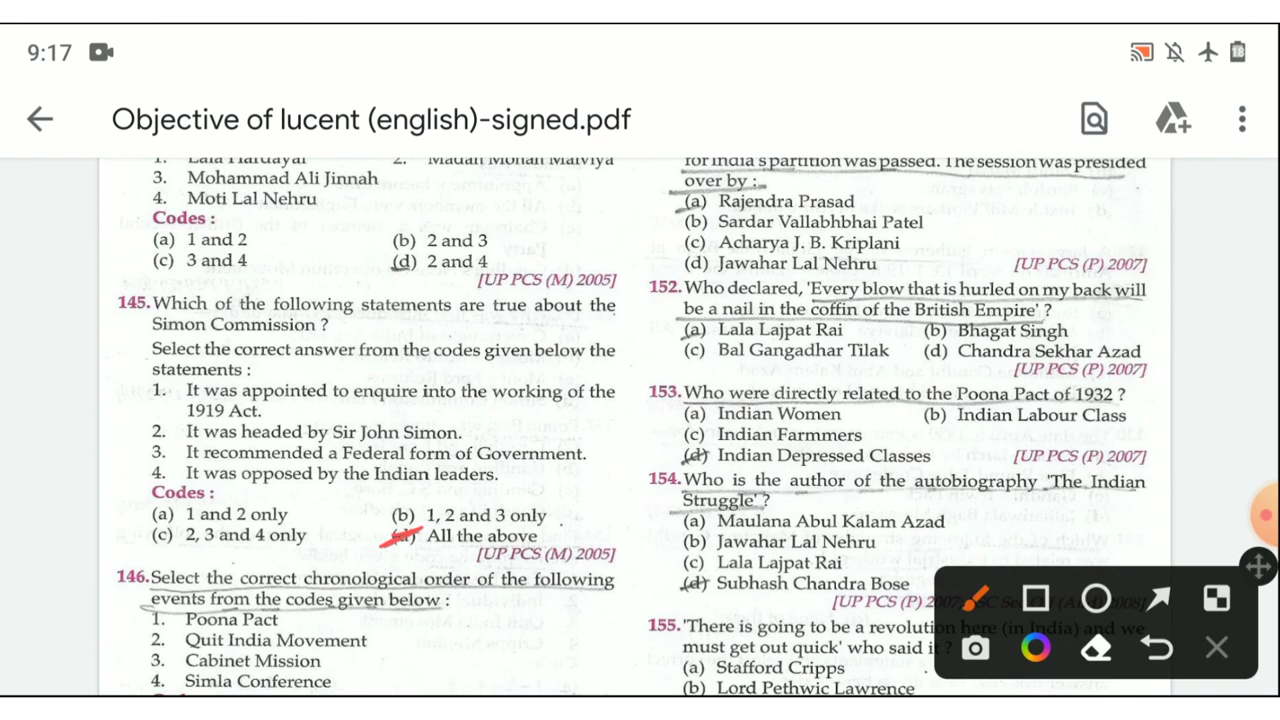 9:17
18
Objective of lucent (english)-signed.pdf
1. Lala Hardayal 2. Madan Mohan Malviya
3. Mohammad Ali Jinnah
4. Moti Lal Nehru
Codes :
(a) 1 and 2 (b) 2 and 3
(c) 3 and 4 (d) 2 and 4
[UP PCS (M) 2005]
145. Which of the following statements are true about the
Simon Commission ?
Select the correct answer from the codes given below the
statements :
1. It was appointed to enquire into the working of the
1919 Act.
2. It was headed by Sir John Simon.
3. It recommended a Federal form of Government.
4. It was opposed by the Indian leaders.
Codes :
(a) 1 and 2 only (b) 1, 2 and 3 only
(c) 2, 3 and 4 only (d) All the above
[UP PCS (M) 2005]
146. Select the correct chronological order of the following
events from the codes given below :
1. Poona Pact
2. Quit India Movement
3. Cabinet Mission
4. Simla Conference
for India's partition was passed. The session was presided
over by :
(a) Rajendra Prasad
(b) Sardar Vallabhbhai Patel
(c) Acharya J. B. Kriplani
(d) Jawahar Lal Nehru [UP PCS (P) 2007]
152. Who declared, 'Every blow that is hurled on my back will
be a nail in the coffin of the British Empire' ?
(a) Lala Lajpat Rai (b) Bhagat Singh
(c) Bal Gangadhar Tilak (d) Chandra Sekhar Azad
[UP PCS (P) 2007]
153. Who were directly related to the Poona Pact of 1932 ?
(a) Indian Women (b) Indian Labour Class
(c) Indian Farmmers
(d) Indian Depressed Classes [UP PCS (P) 2007]
154. Who is the author of the autobiography 'The Indian
Struggle' ?
(a) Maulana Abul Kalam Azad
(b) Jawahar Lal Nehru
(c) Lala Lajpat Rai
(d) Subhash Chandra Bose
[UP PCS (P) 2007, 2008]
155. 'There is going to be a revolution here (in India) and we
must get out quick' who said it ?
(a) Stafford Cripps
(b) Lord Pethwic Lawrence